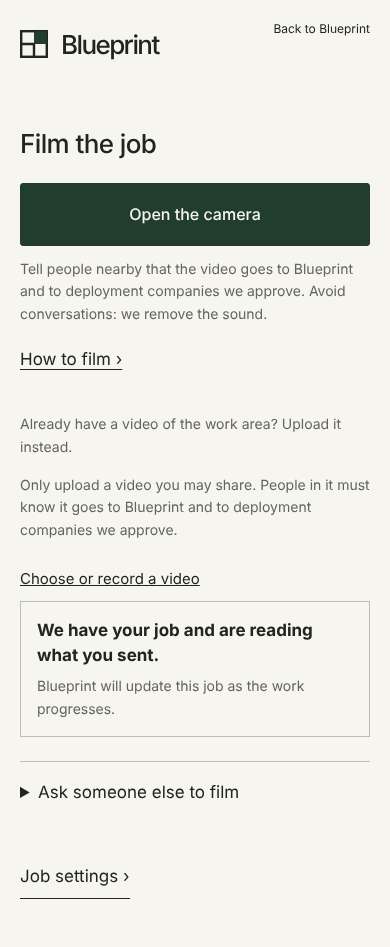 Blueprint
Back to Blueprint
Film the job
Open the camera
Tell people nearby that the video goes to Blueprint
and to deployment companies we approve. Avoid
conversations: we remove the sound.
How to film ›
Already have a video of the work area? Upload it
instead.
Only upload a video you may share. People in it must
know it goes to Blueprint and to deployment
companies we approve.
Choose or record a video
We have your job and are reading
what you sent.
Blueprint will update this job as the work
progresses.
Ask someone else to film
Job settings ›